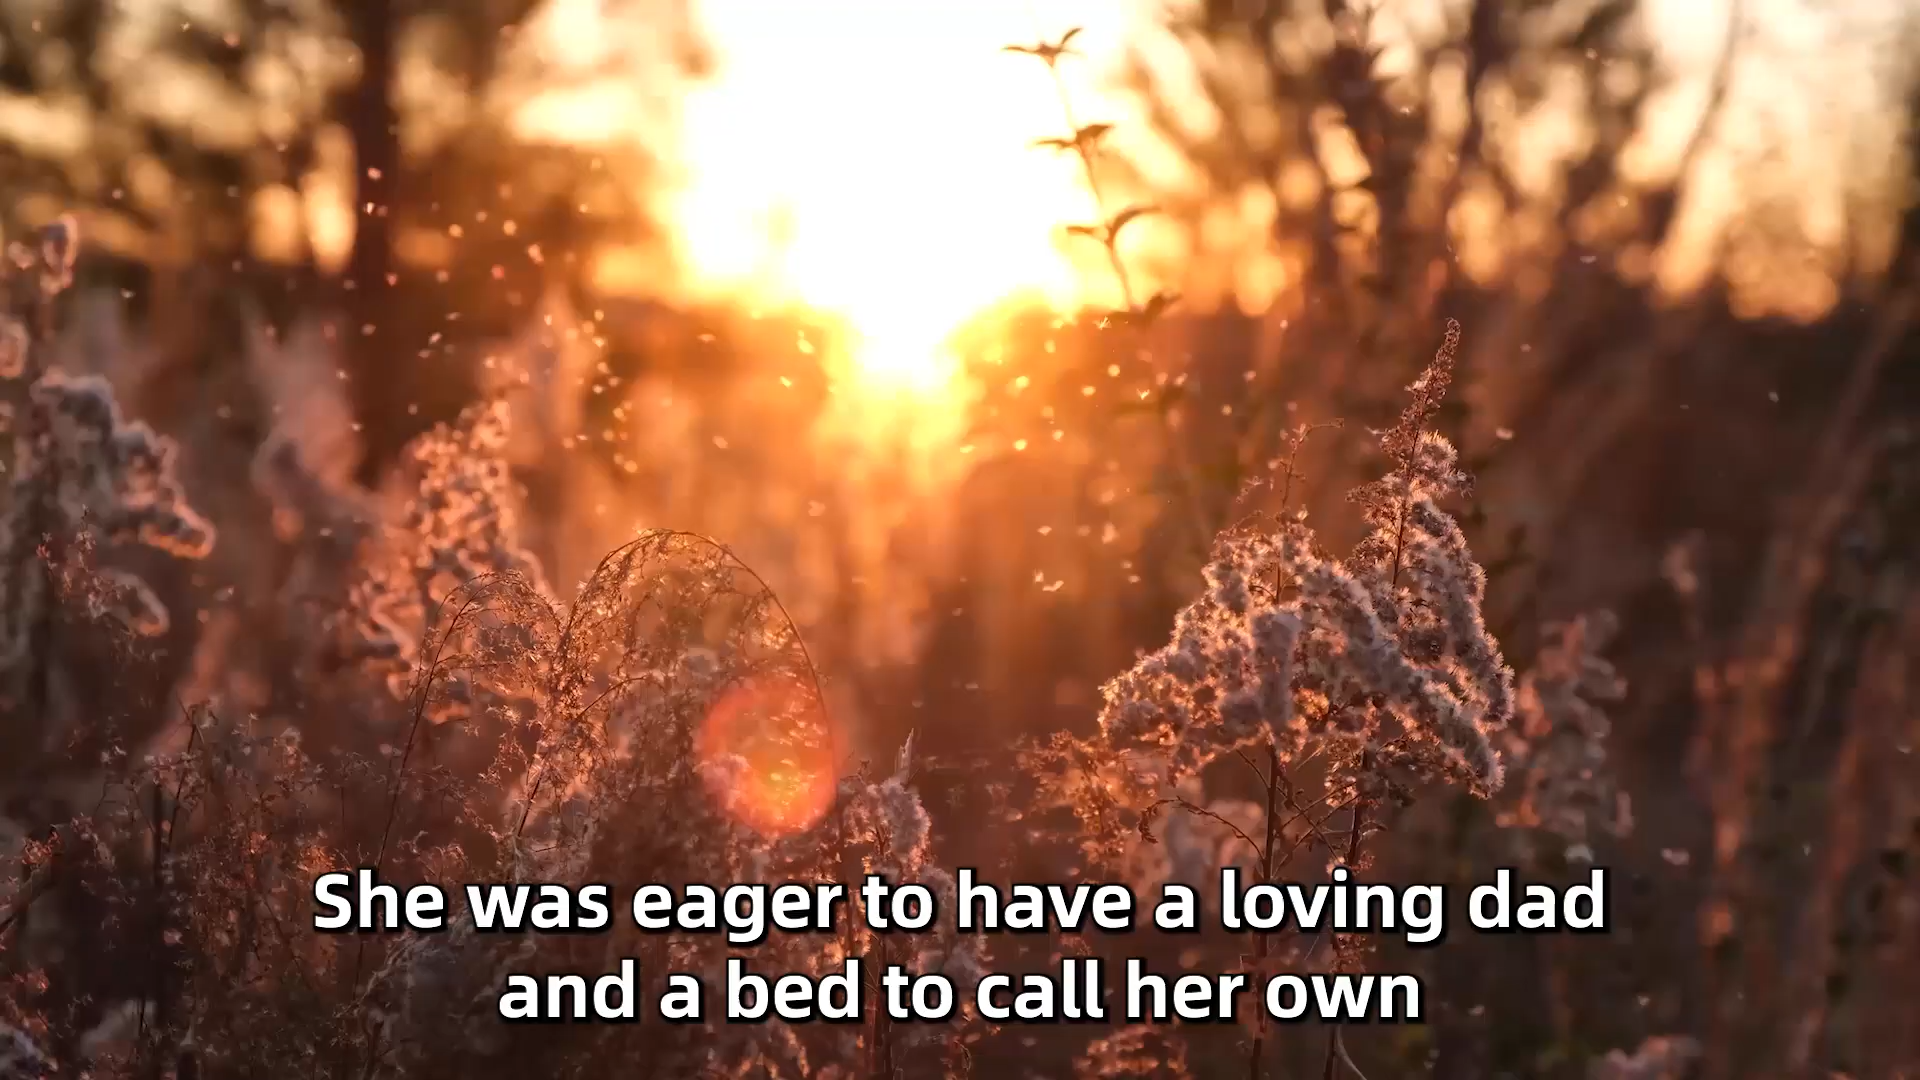 She was eager to have a loving dad
and a bed to call her own